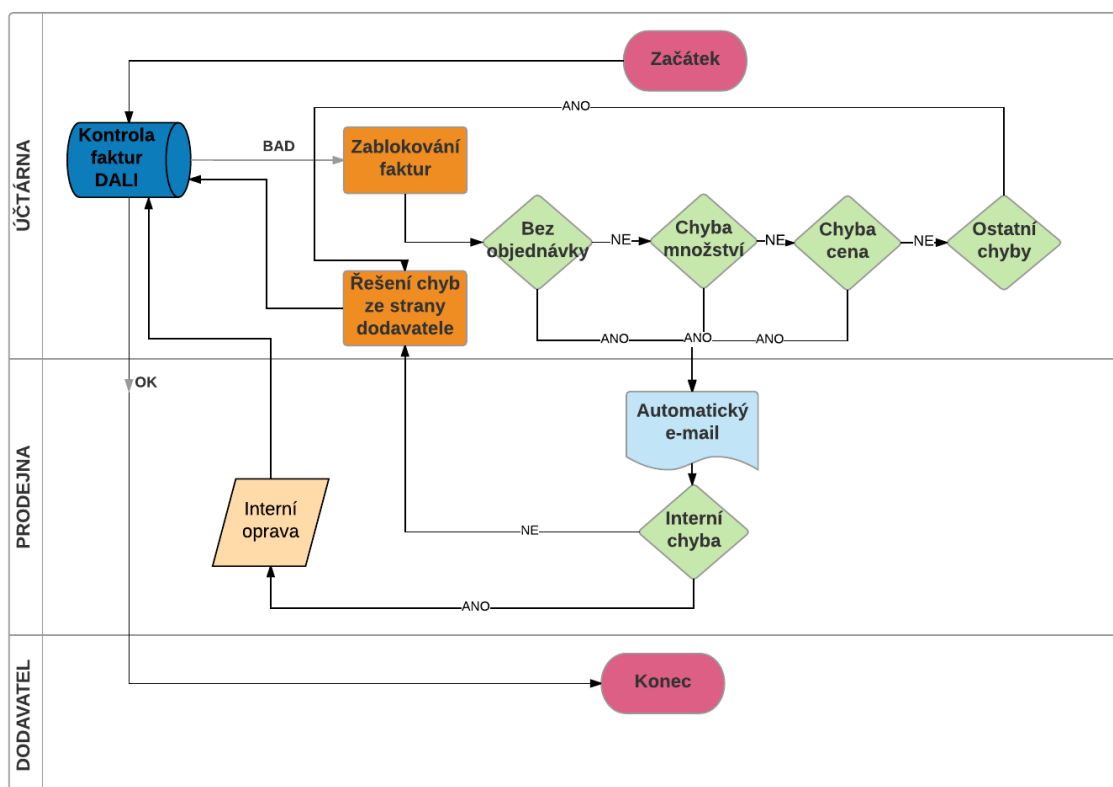 ÚČTÁRNA
Začátek
ANO
Kontrola
faktur
DALI
BAD
Zablokování
faktur
Bez
objednávky
NE
Chyba
množství
NE
Chyba
cena
NE
Ostatní
chyby
Řešení chyb
ze strany
dodavatele
ANO
ANO
ANO
PRODEJNA
OK
Automatický
e-mail
Interní
oprava
NE
Interní
chyba
ANO
DODAVATEL
Konec